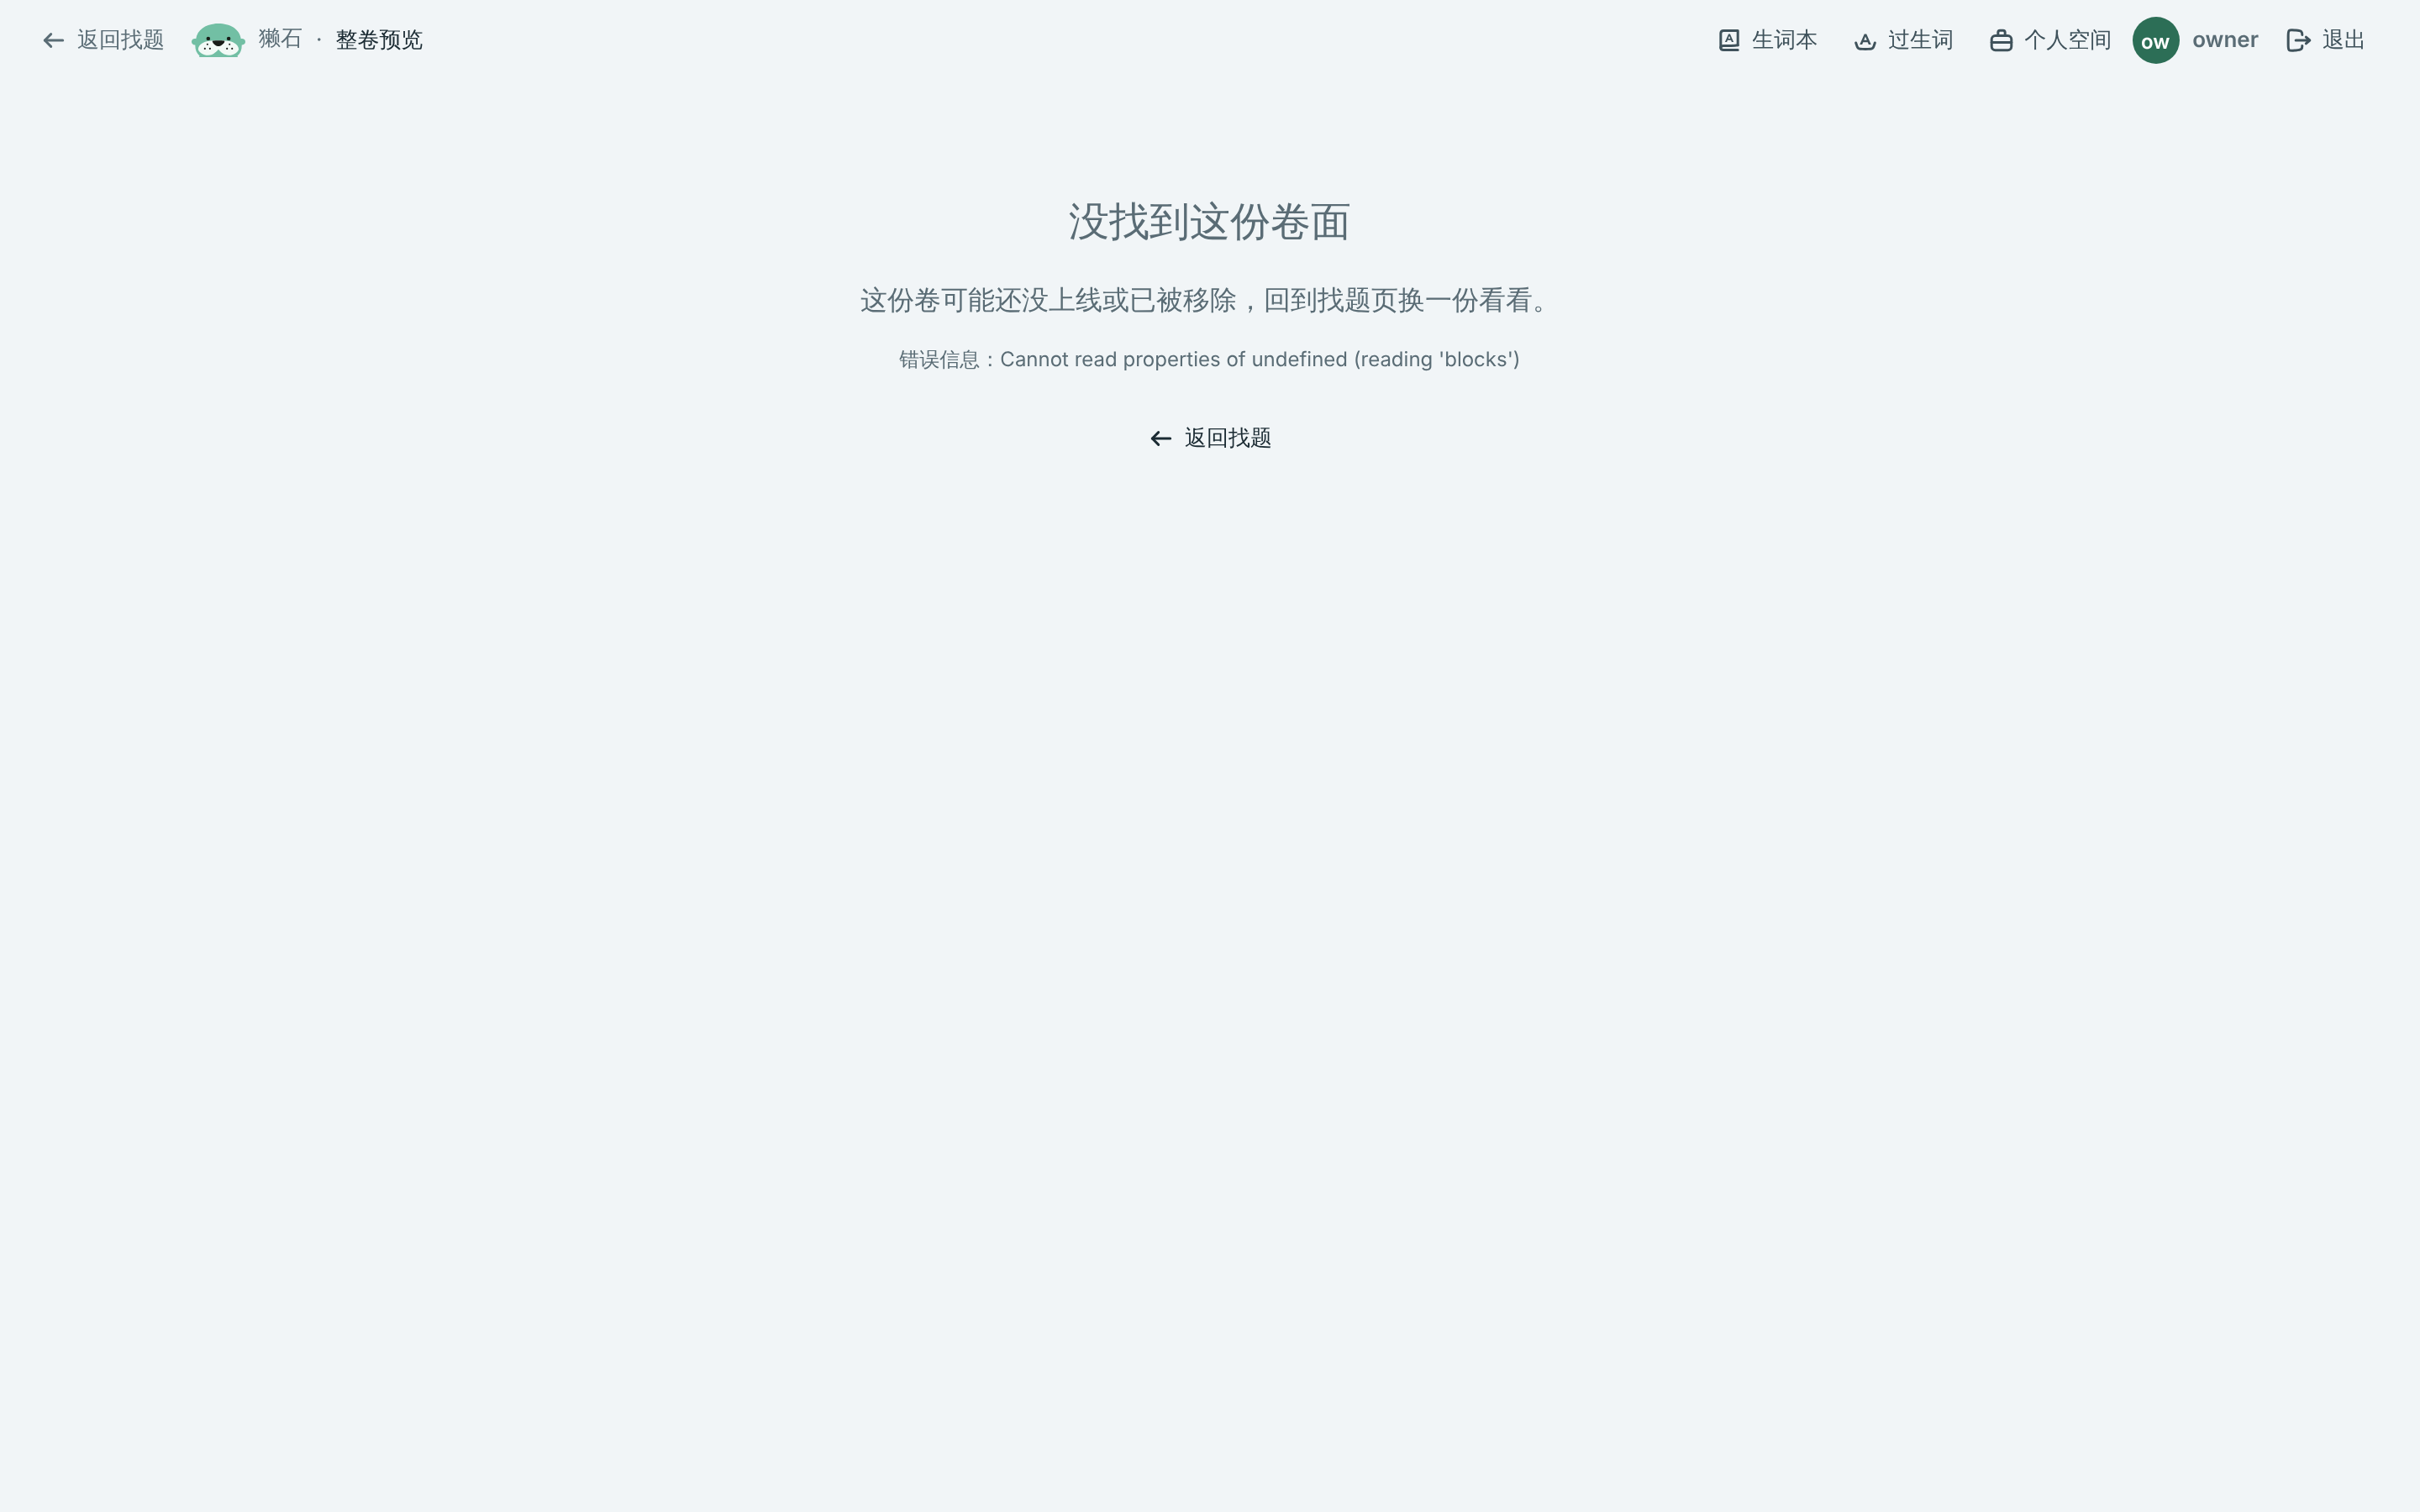 返回找题 獭石 · 整卷预览 生词本 过生词 个人空间 ow owner 退出
没找到这份卷面
这份卷可能还没上线或已被移除，回到找题页换一份看看。
错误信息：Cannot read properties of undefined (reading 'blocks')
返回找题